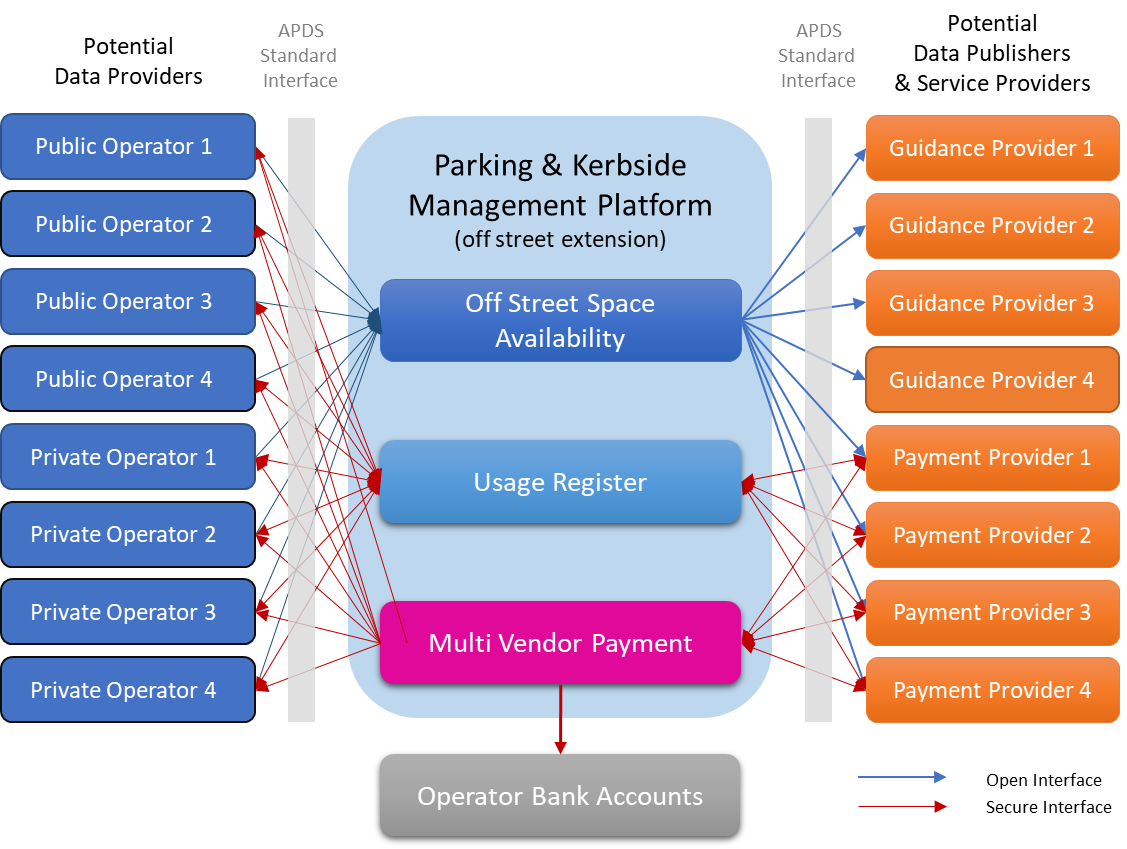 Potential
Data Providers
APDS
Standard
Interface
APDS
Standard
Interface
Potential
Data Publishers
& Service Providers
Public Operator 1
Public Operator 2
Public Operator 3
Public Operator 4
Private Operator 1
Private Operator 2
Private Operator 3
Private Operator 4
Parking & Kerbside
Management Platform
(off street extension)
Off Street Space
Availability
Usage Register
Multi Vendor Payment
Operator Bank Accounts
Guidance Provider 1
Guidance Provider 2
Guidance Provider 3
Guidance Provider 4
Payment Provider 1
Payment Provider 2
Payment Provider 3
Payment Provider 4
Open Interface
Secure Interface